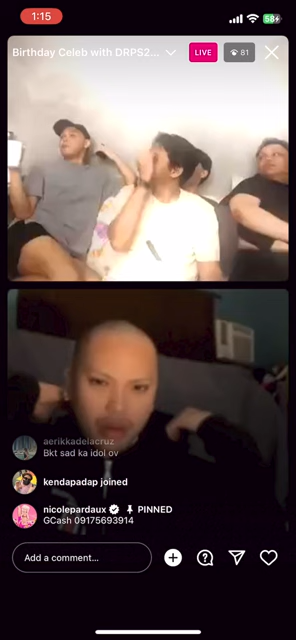 1:15
58
Birthday Celeb with DRPS2...
LIVE
81
aerikkadelacruz
Bkt sad ka idol ov
kendapadap joined
nicolepardaux PINNED
GCash 09175693914
Add a comment...